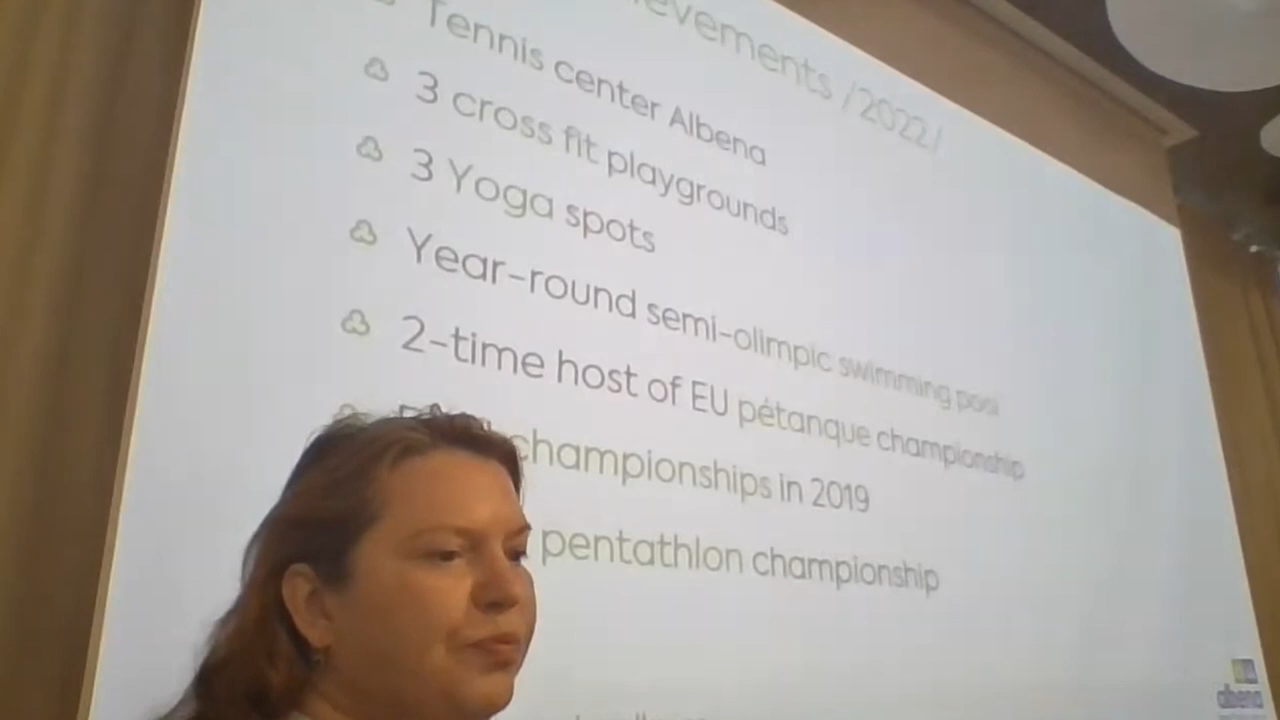 /2022/
Tennis center Albena
3 cross fit playgrounds
3 Yoga spots
Year-round semi-olimpic swimming pool
2-time host of EU pétanque championship
championships in 2019
pentathlon championship
albena